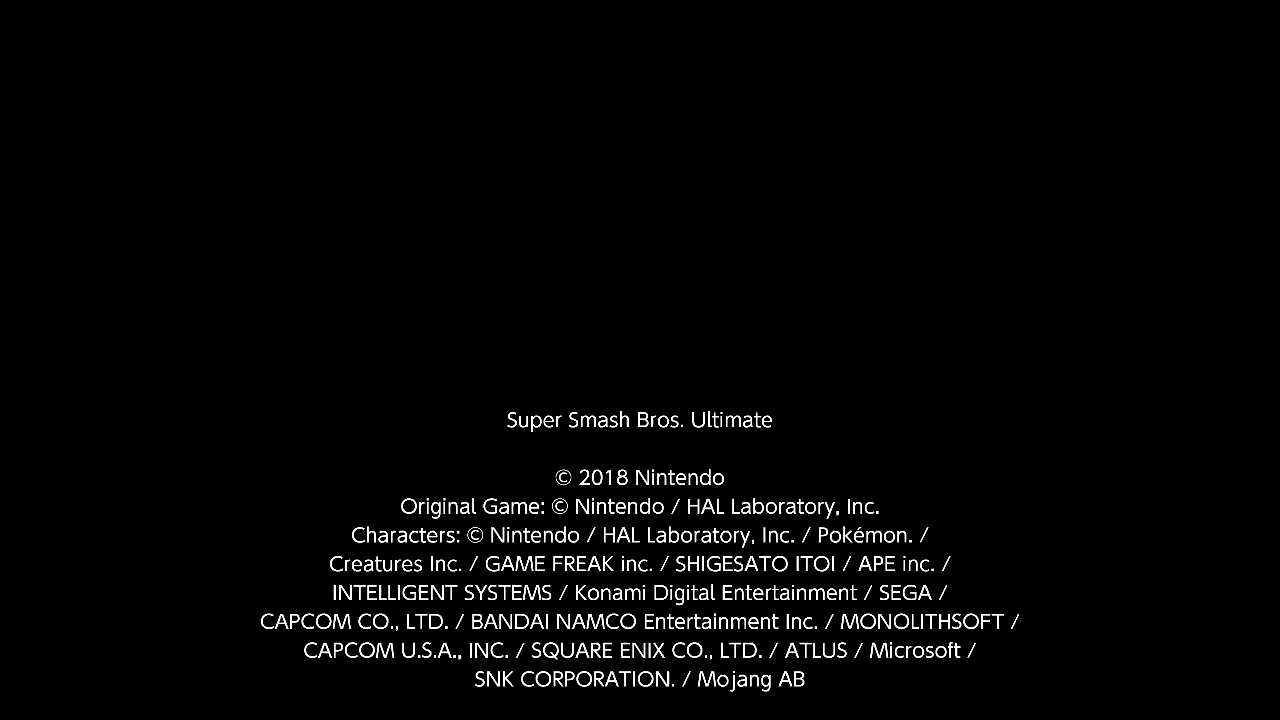 Super Smash Bros. Ultimate
© 2018 Nintendo
Original Game: © Nintendo / HAL Laboratory, Inc.
Characters: © Nintendo / HAL Laboratory, Inc. / Pokémon. /
Creatures Inc. / GAME FREAK inc. / SHIGESATO ITOI / APE inc. /
INTELLIGENT SYSTEMS / Konami Digital Entertainment / SEGA /
CAPCOM CO., LTD. / BANDAI NAMCO Entertainment Inc. / MONOLITHSOFT /
CAPCOM U.S.A., INC. / SQUARE ENIX CO., LTD. / ATLUS / Microsoft /
SNK CORPORATION. / Mojang AB